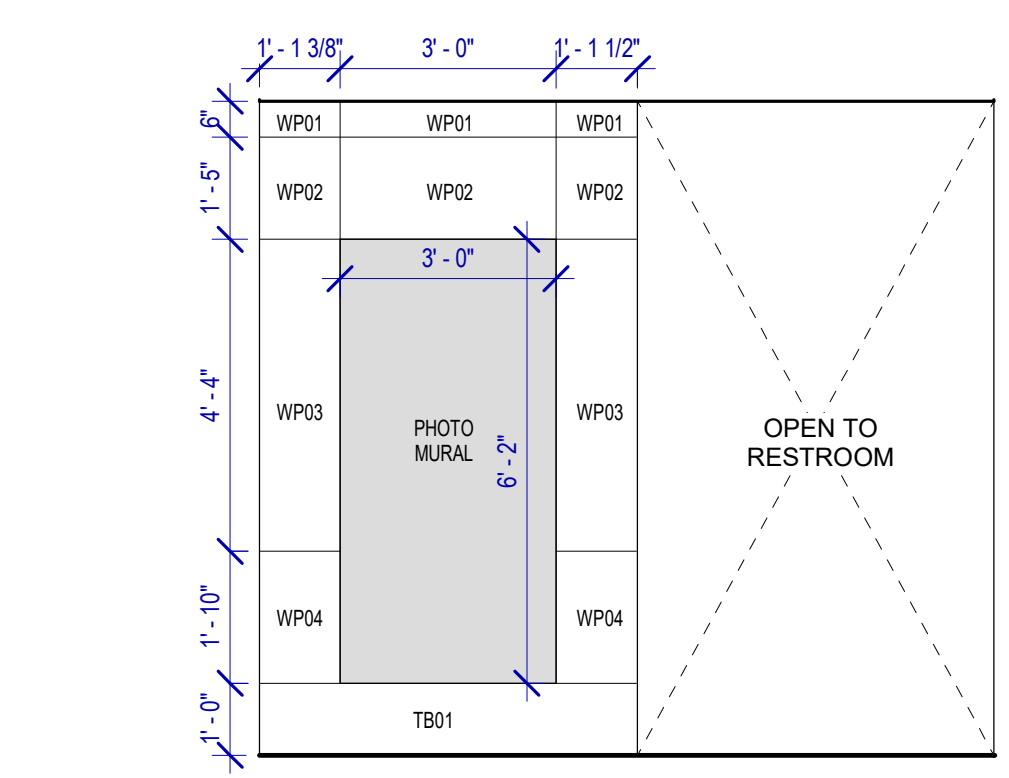 1' - 1 3/8" 3' - 0" 1' - 1 1/2"
6"
WP01 WP01 WP01
1' - 5"
WP02 WP02 WP02
3' - 0"
4' - 4"
WP03 WP03
PHOTO
MURAL
6' - 2"
OPEN TO
RESTROOM
1' - 10"
WP04 WP04
1' - 0"
TB01